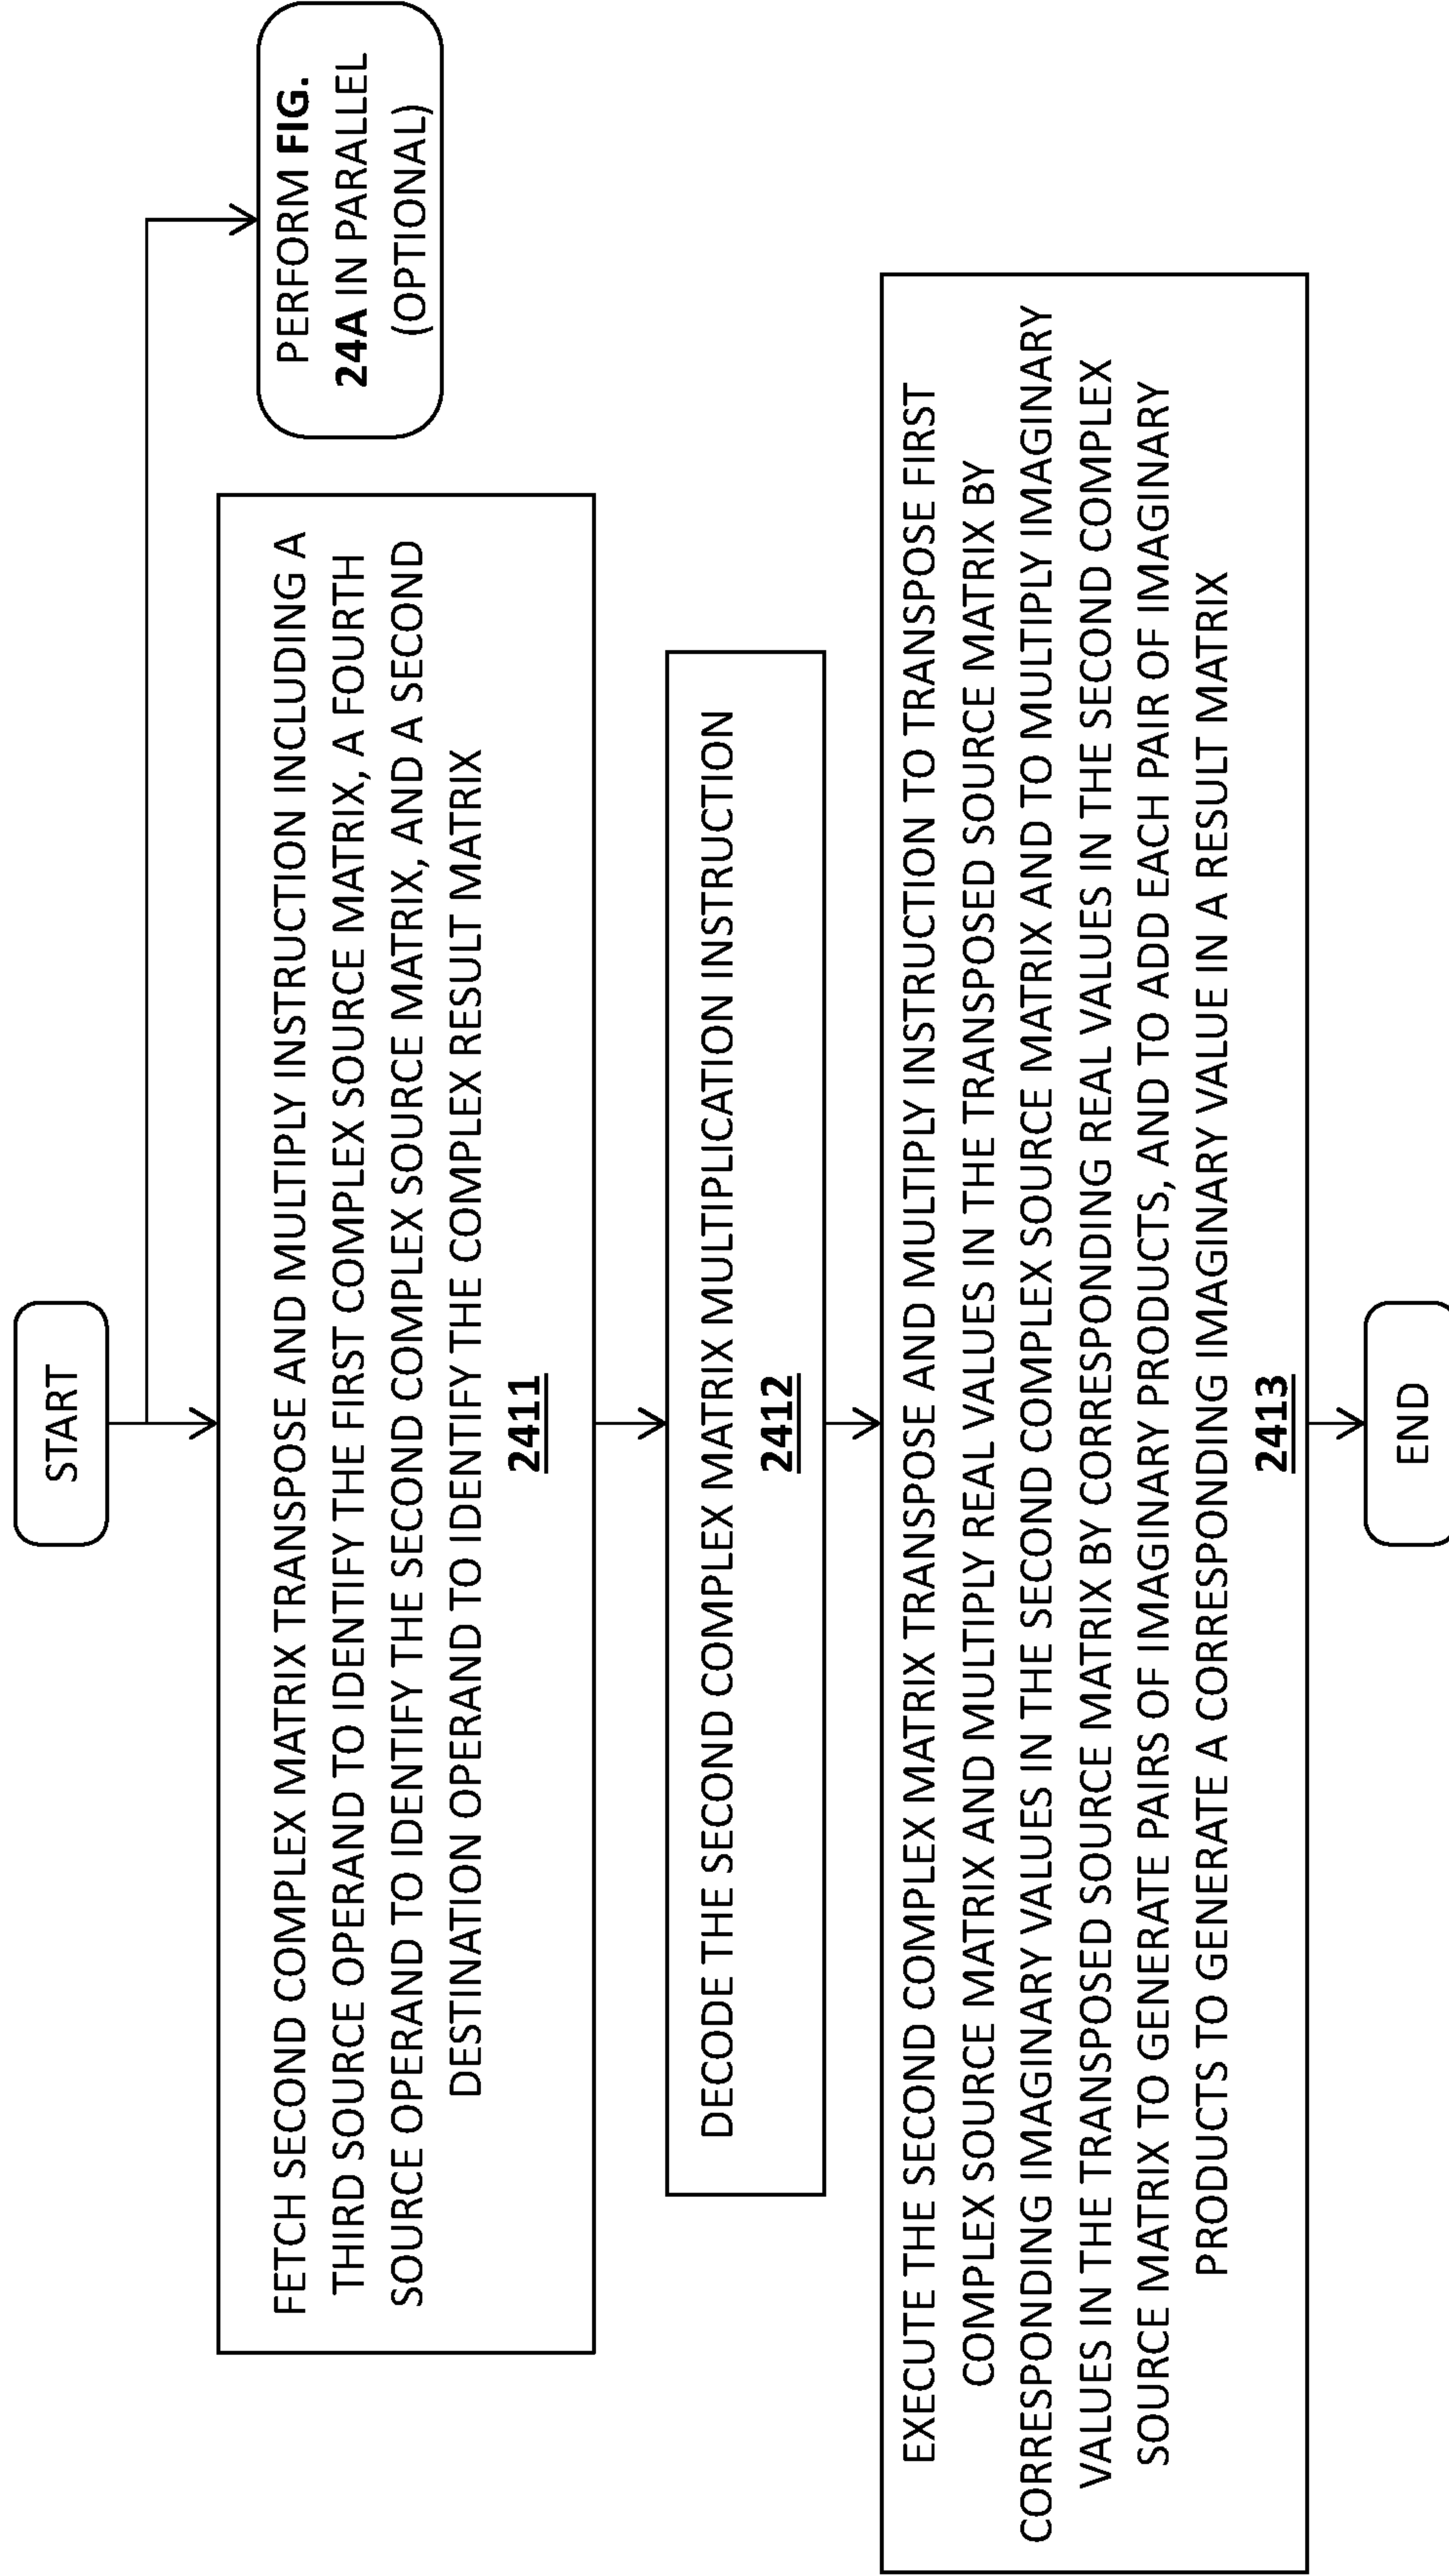 START
PERFORM FIG.
24A IN PARALLEL
(OPTIONAL)
FETCH SECOND COMPLEX MATRIX TRANSPOSE AND MULTIPLY INSTRUCTION INCLUDING A
THIRD SOURCE OPERAND TO IDENTIFY THE FIRST COMPLEX SOURCE MATRIX, A FOURTH
SOURCE OPERAND TO IDENTIFY THE SECOND COMPLEX SOURCE MATRIX, AND A SECOND
DESTINATION OPERAND TO IDENTIFY THE COMPLEX RESULT MATRIX
2411
DECODE THE SECOND COMPLEX MATRIX MULTIPLICATION INSTRUCTION
2412
EXECUTE THE SECOND COMPLEX MATRIX TRANSPOSE AND MULTIPLY INSTRUCTION TO TRANSPOSE FIRST
COMPLEX SOURCE MATRIX AND MULTIPLY REAL VALUES IN THE TRANSPOSED SOURCE MATRIX BY
CORRESPONDING IMAGINARY VALUES IN THE SECOND COMPLEX SOURCE MATRIX AND TO MULTIPLY IMAGINARY
VALUES IN THE TRANSPOSED SOURCE MATRIX BY CORRESPONDING REAL VALUES IN THE SECOND COMPLEX
SOURCE MATRIX TO GENERATE PAIRS OF IMAGINARY PRODUCTS, AND TO ADD EACH PAIR OF IMAGINARY
PRODUCTS TO GENERATE A CORRESPONDING IMAGINARY VALUE IN A RESULT MATRIX
2413
END